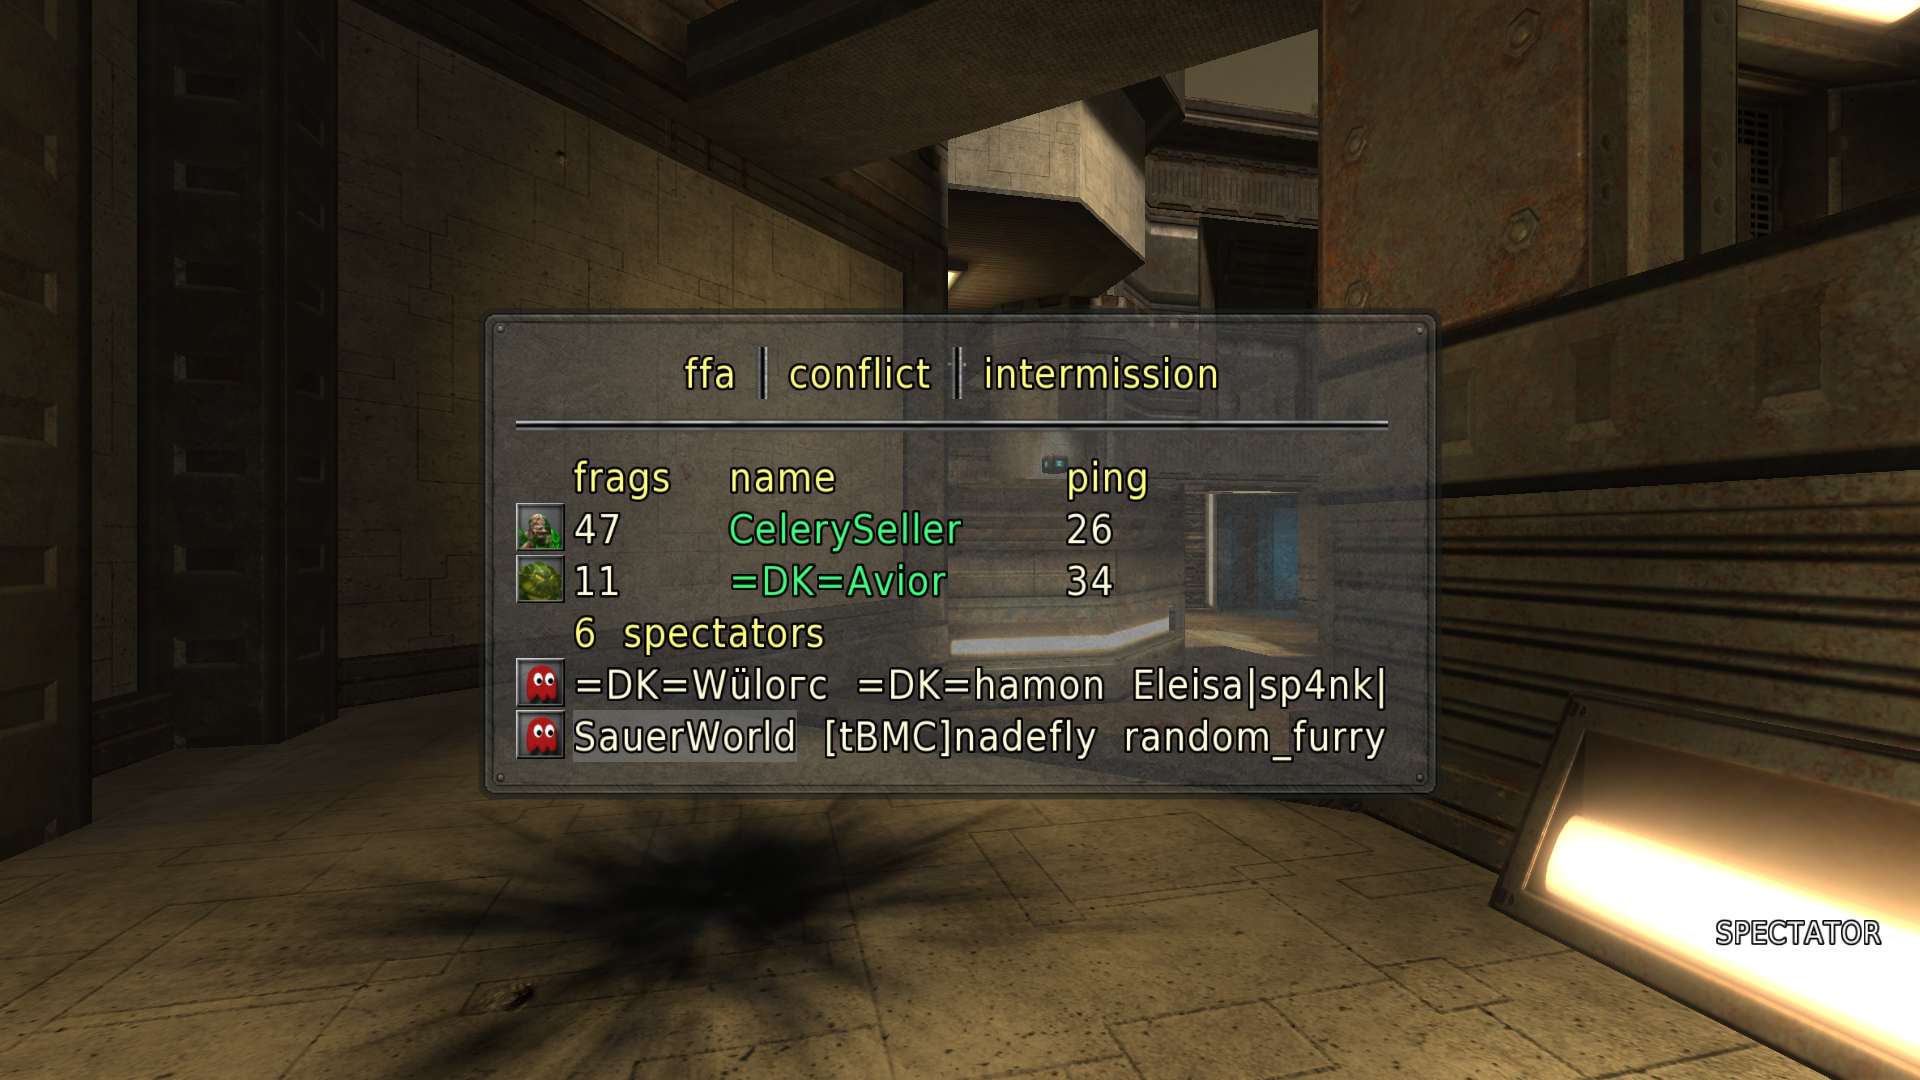 ffa conflict intermission
frags name ping
47 CelerySeller 26
11 =DK=Avior 34
6 spectators
=DK=Wülorc =DK=hamon Eleisa|sp4nk|
SauerWorld [tBMC]nadefly random_furry
SPECTATOR